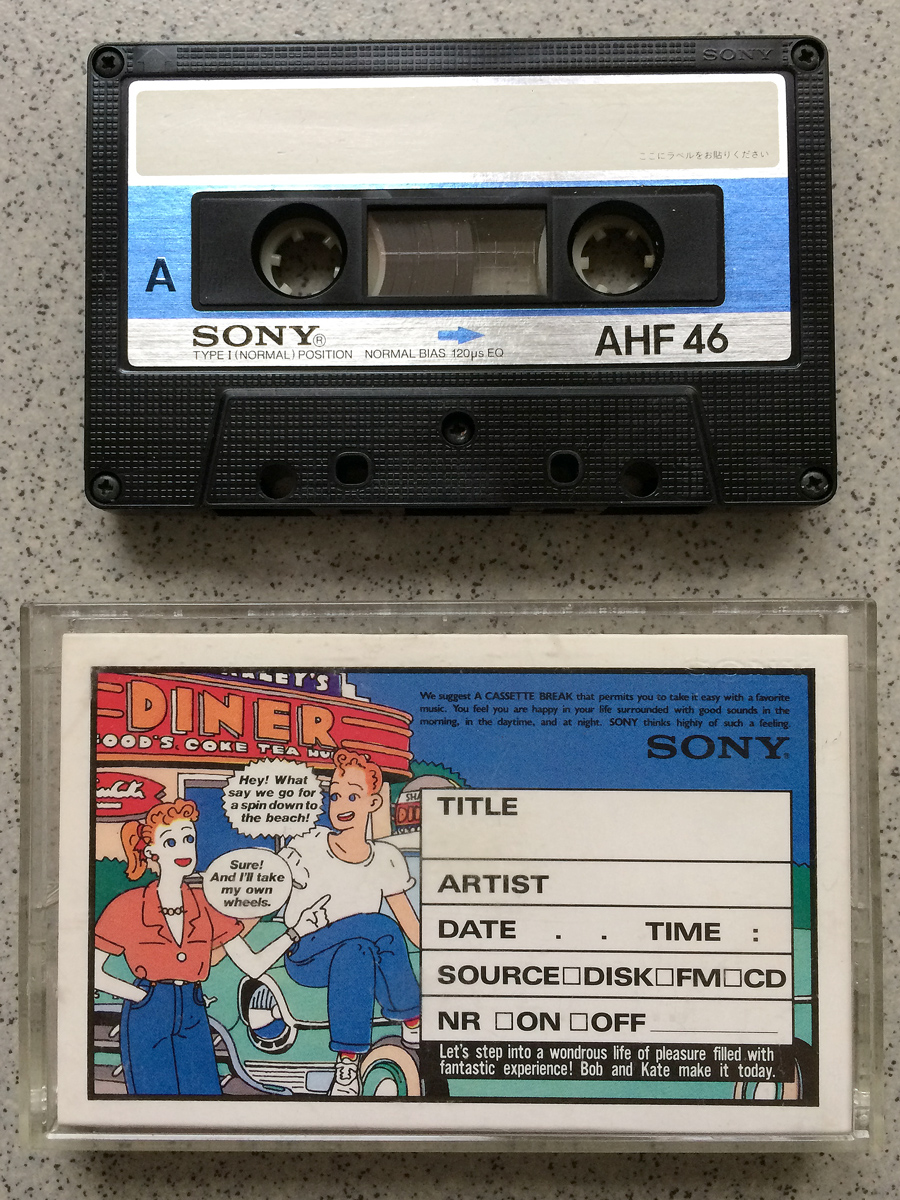 SONY
ここにラベルをお貼りください
A
SONY®
TYPE I (NORMAL) POSITION NORMAL BIAS 120μs EQ
AHF 46
SONY
LEY'S
DINER
OOD'S. COKE TEA
We suggest A CASSETTE BREAK that permits you to take it easy with a favorite
music. You feel you are happy in your life surrounded with good sounds in the
morning, in the daytime, and at night. SONY thinks highly of such a feeling.
SONY
Hey! What
say we go for
a spin down to
the beach!
SHA
DIN
Sure!
And I'll take
my own
wheels.
TITLE
ARTIST
DATE . . TIME :
SOURCE□DISK□FM□CD
NR □ON □OFF
Let's step into a wondrous life of pleasure filled with
fantastic experience! Bob and Kate make it today.